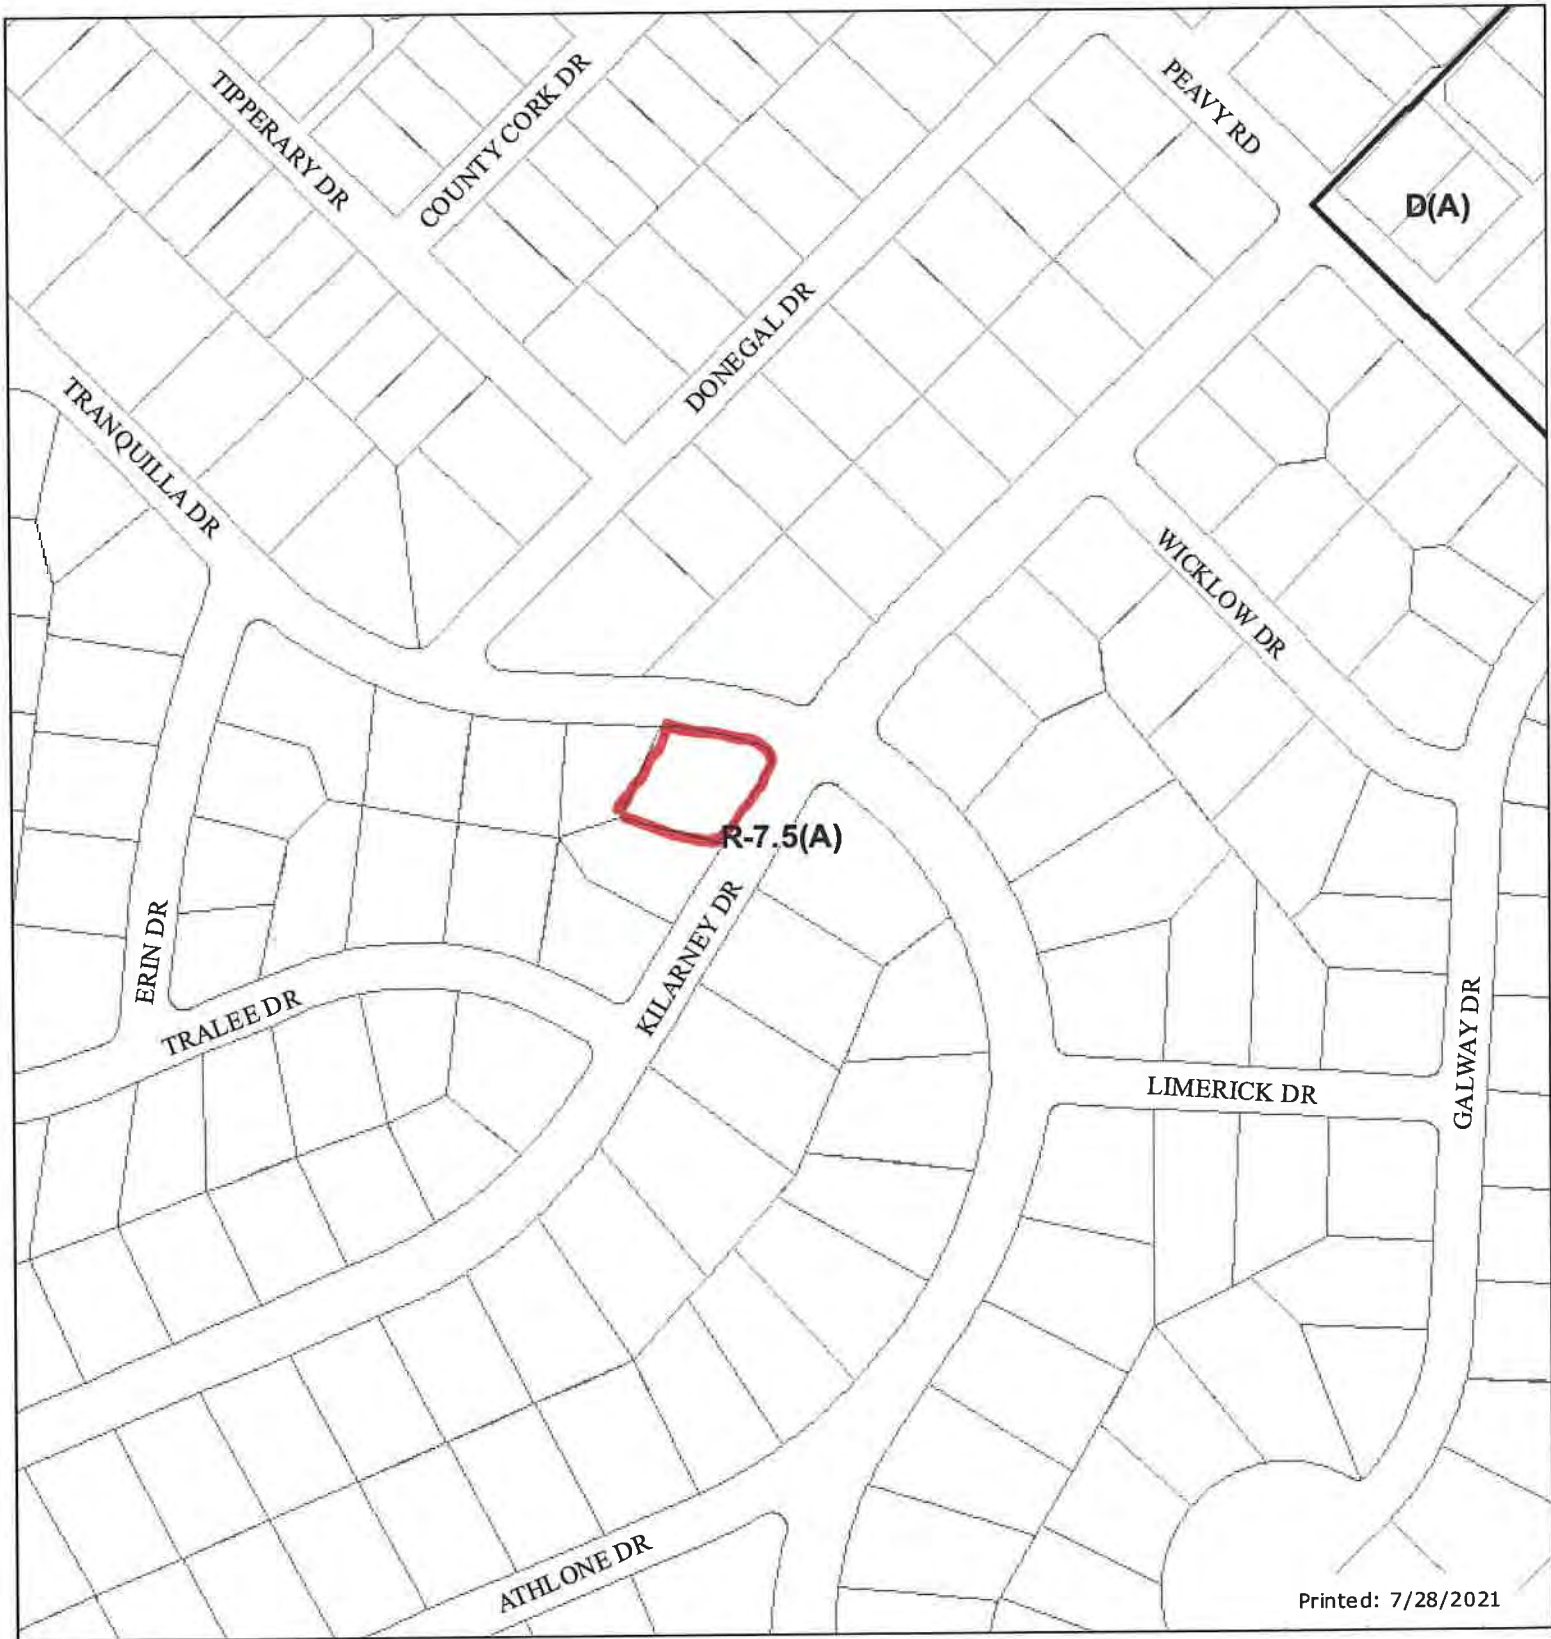 TIPPERARY DR
COUNTY CORK DR
PEAVY RD
D(A)
DONEGAL DR
TRANQUILLA DR
WICKLOW DR
R-7.5(A)
ERIN DR
KILARNEY DR
TRALEE DR
GALWAY DR
LIMERICK DR
ATHLONE DR
Printed: 7/28/2021